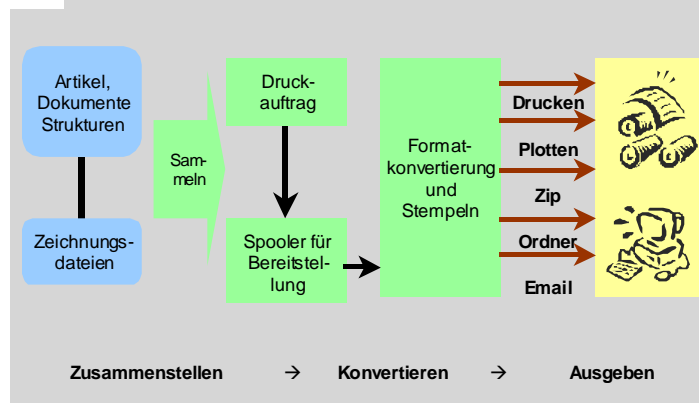 Artikel,
Dokumente
Strukturen
Zeichnungs-
dateien
Sam-
meln
Druck-
auftrag
Spooler für
Bereitstel-
lung
Format-
konvertierung
und
Stempeln
Drucken
Plotten
Zip
Ordner
Email
Zusammenstellen → Konvertieren → Ausgeben